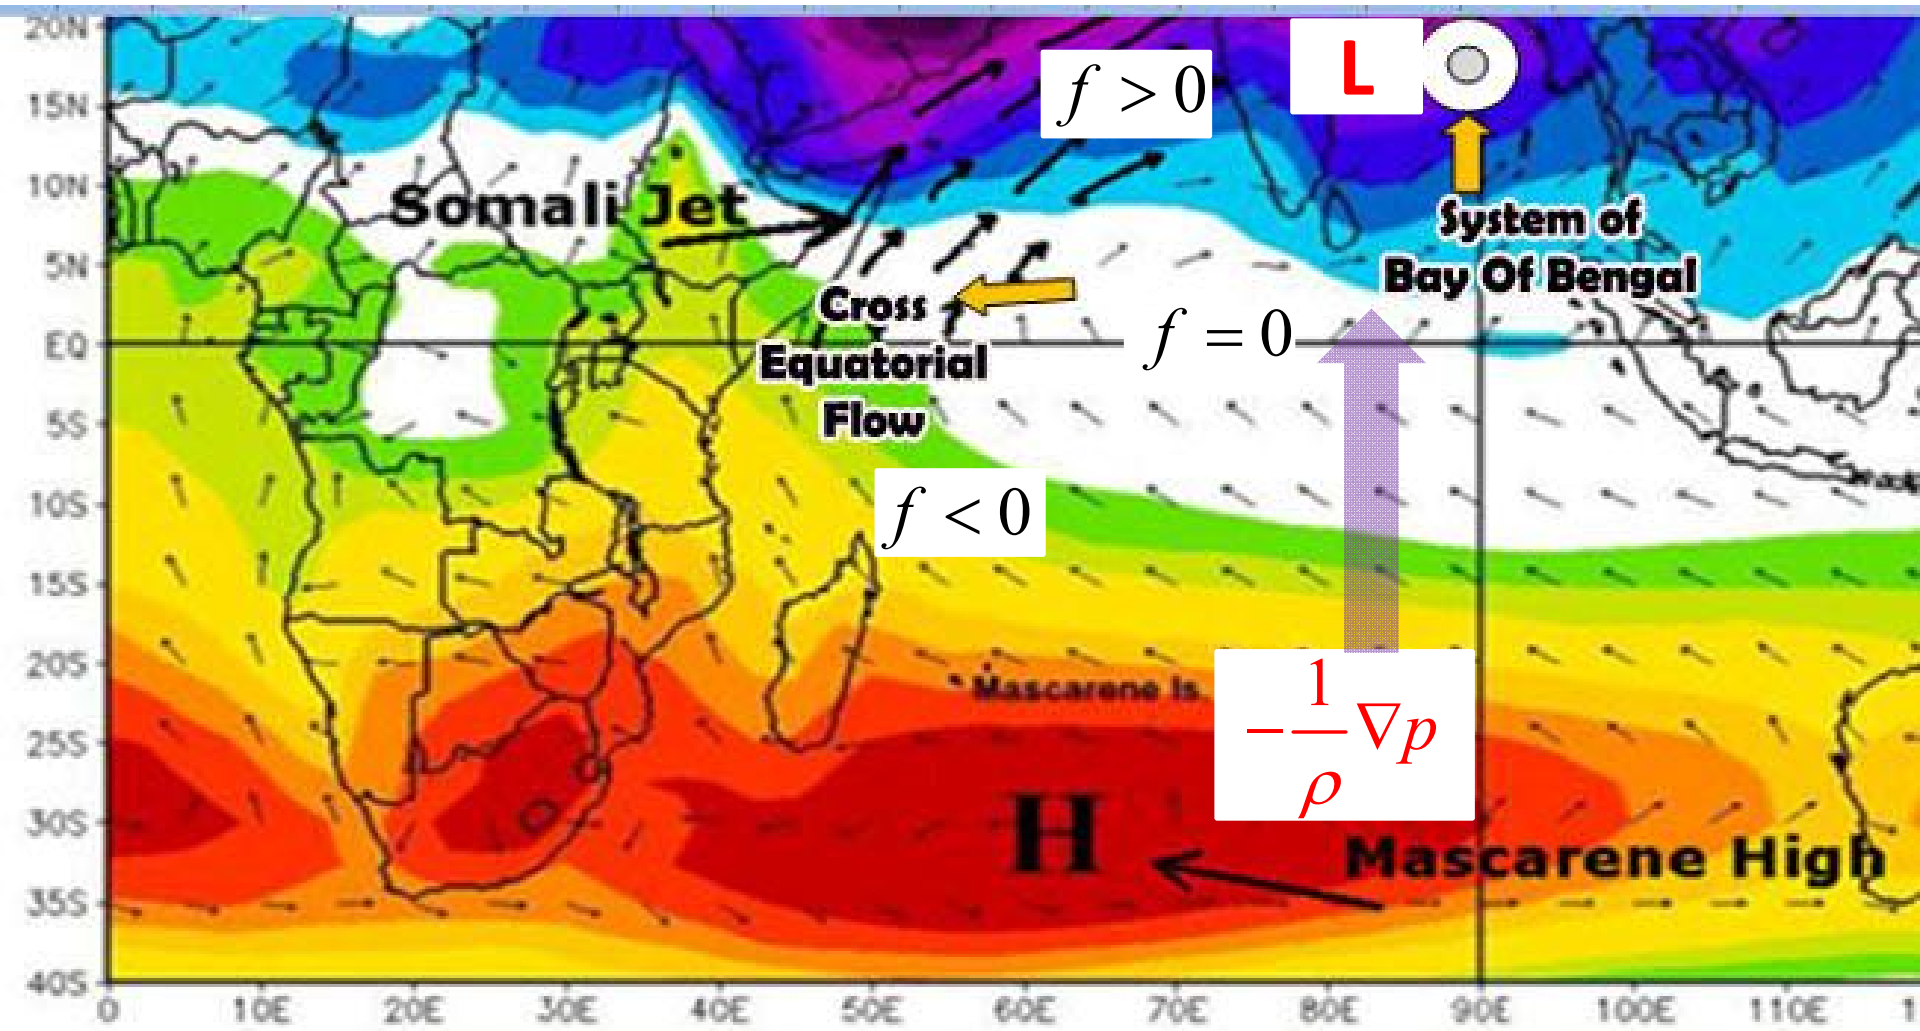 20N
15N
10N
5N
EQ
5S
10S
15S
20S
25S
30S
35S
40S
f > 0
L
Somali Jet
System of
Bay Of Bengal
Cross
Equatorial
Flow
f = 0
f < 0
Mascarene Is.
−1/ρ ∇p
H
Mascarene High
0 10E 20E 30E 40E 50E 60E 70E 80E 90E 100E 110E 1